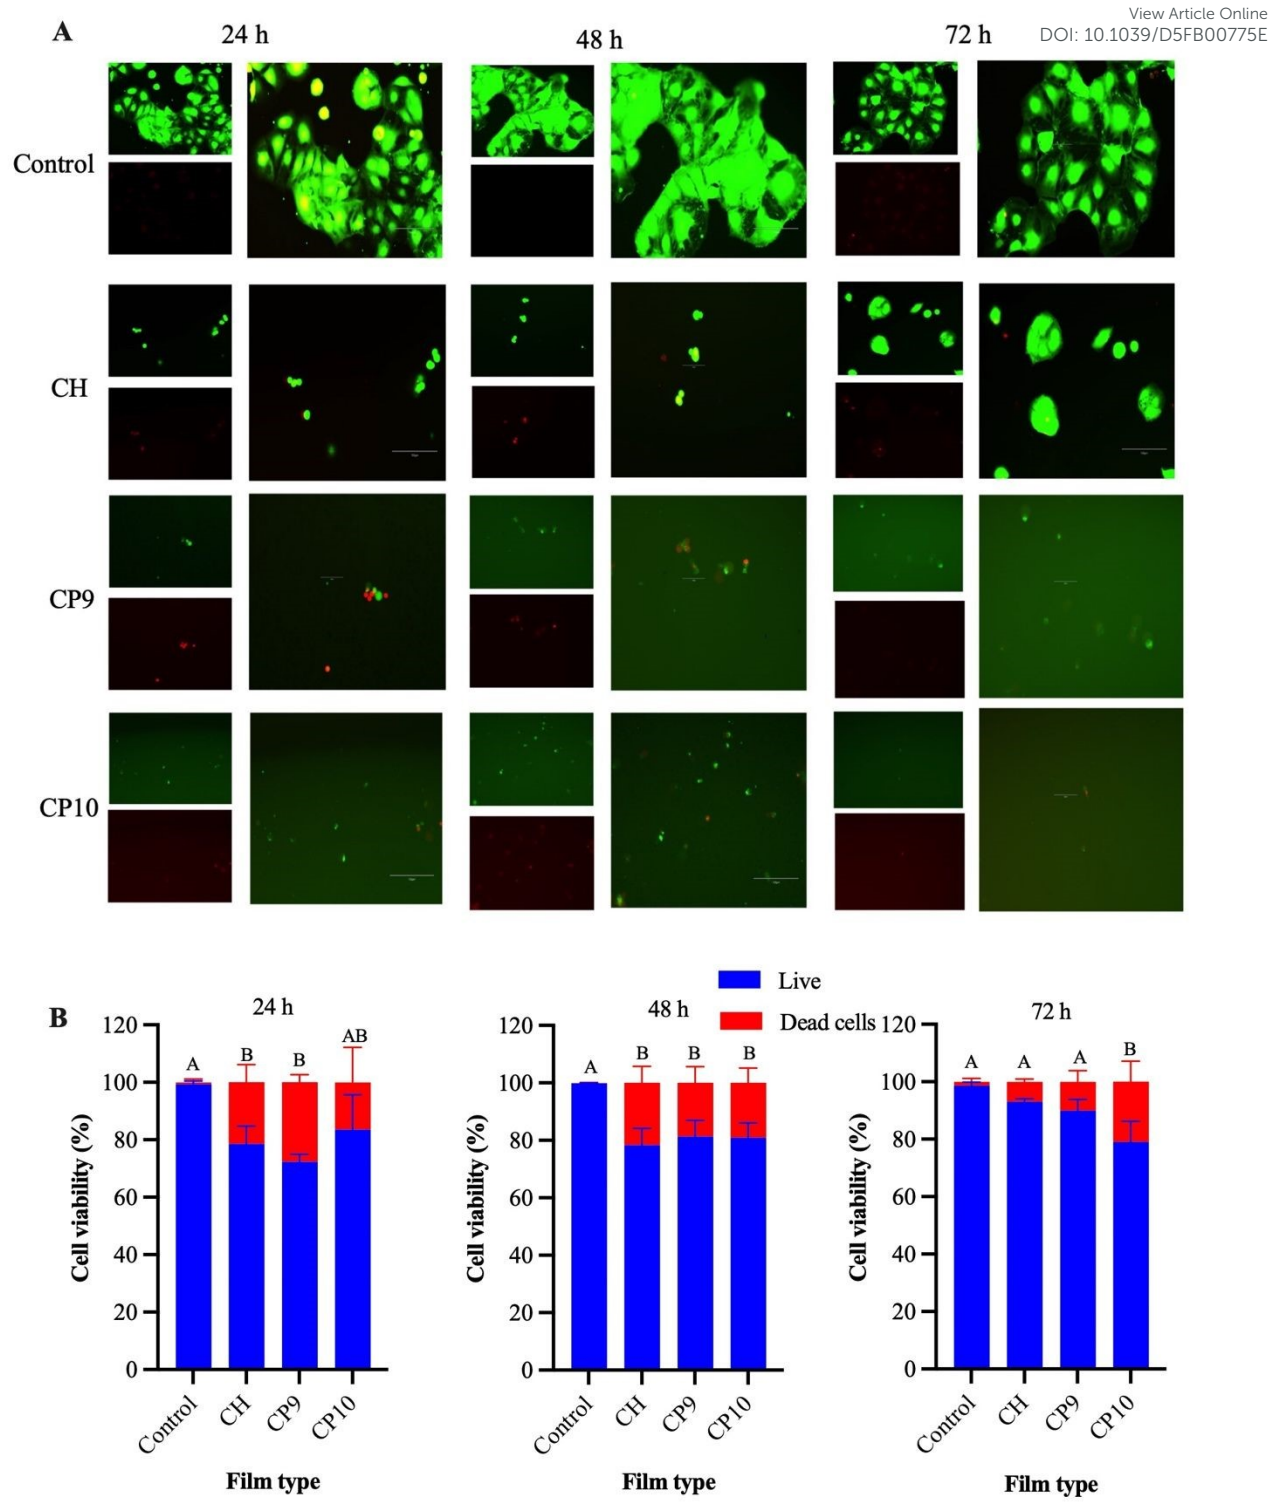 View Article Online
DOI: 10.1039/D5FB00775E
A
24 h
48 h
72 h
Control
CH
CP9
CP10
B
Live
Dead cells
24 h
120
100
80
60
40
20
0
Cell viability (%)
A
B
B
AB
Control
CH
CP9
CP10
Film type
48 h
120
100
80
60
40
20
0
Cell viability (%)
A
B
B
B
Control
CH
CP9
CP10
Film type
72 h
120
100
80
60
40
20
0
Cell viability (%)
A
A
A
B
Control
CH
CP9
CP10
Film type